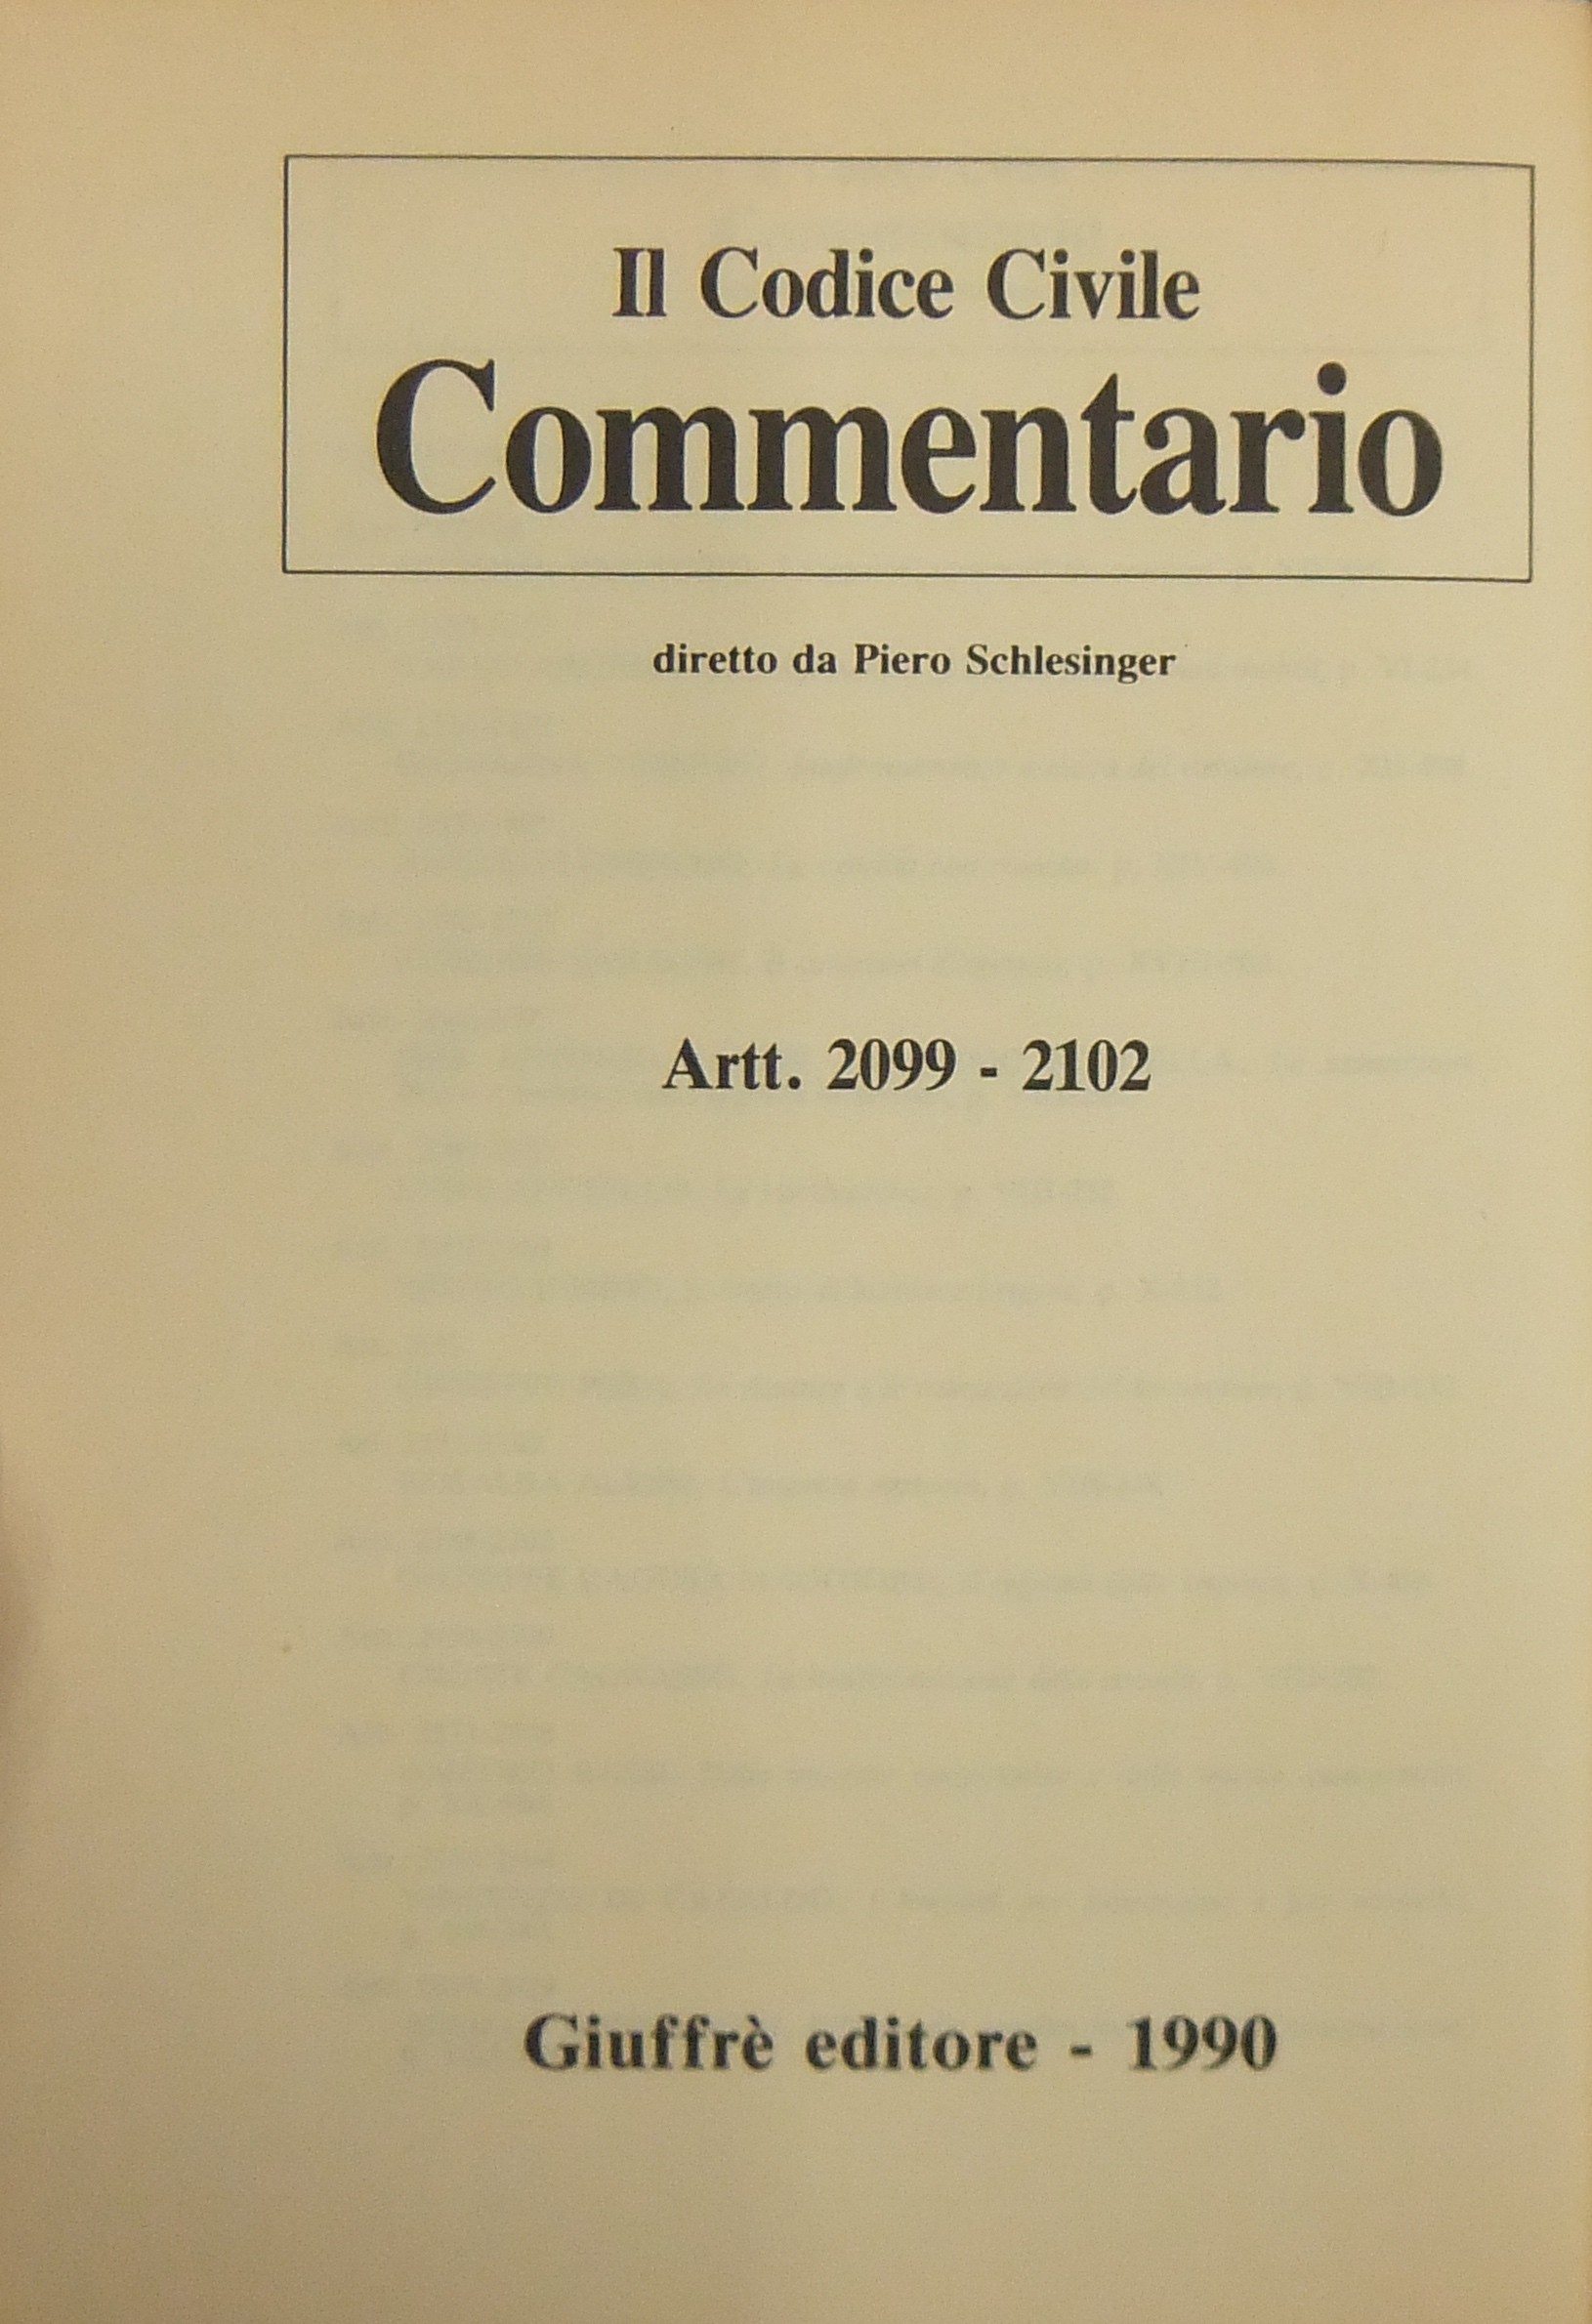 Il Codice Civile
Commentario
diretto da Piero Schlesinger
Artt. 2099 - 2102
Giuffrè editore - 1990